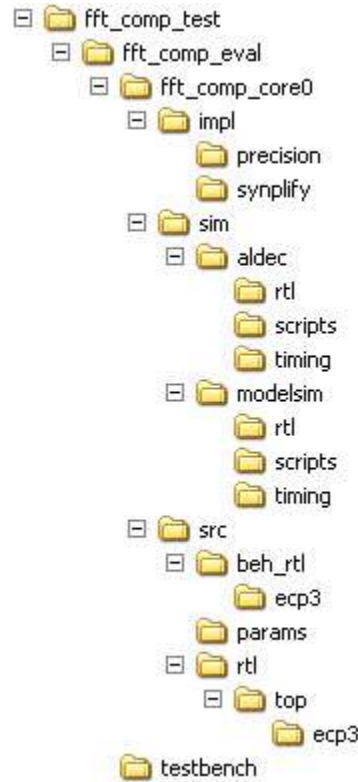 fft_comp_test
fft_comp_eval
fft_comp_core0
impl
precision
synplify
sim
aldec
rtl
scripts
timing
modelsim
rtl
scripts
timing
src
beh_rtl
ecp3
params
rtl
top
ecp3
testbench